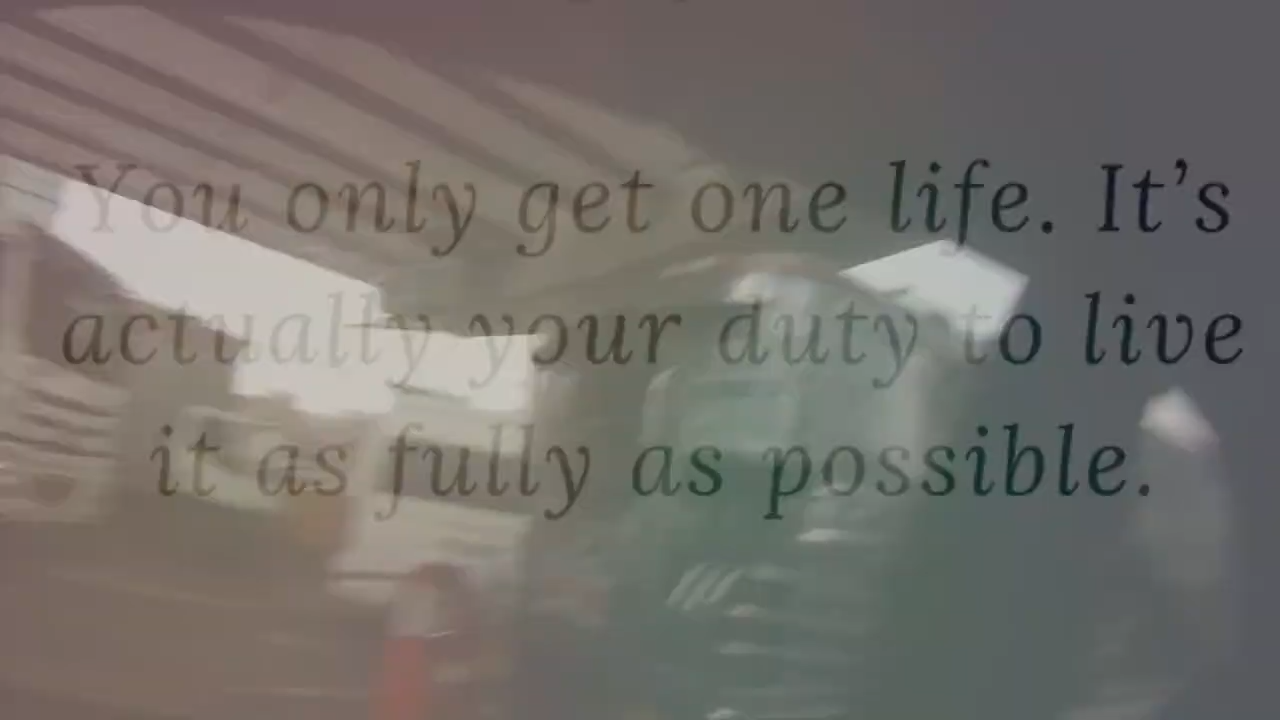 You only get one life. It’s
actually your duty to live
it as fully as possible.